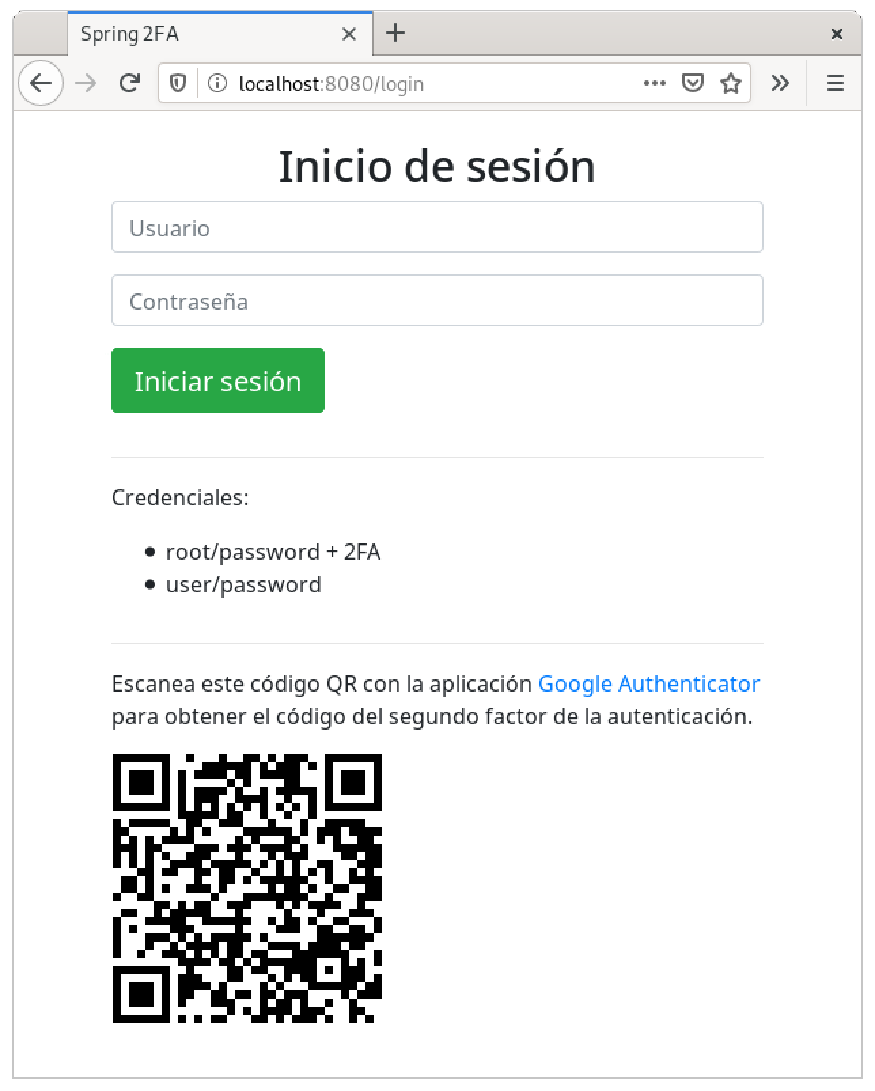 Spring 2FA
localhost:8080/login
Inicio de sesión
Usuario
Contraseña
Iniciar sesión
Credenciales:
root/password + 2FA
user/password
Escanea este código QR con la aplicación Google Authenticator
para obtener el código del segundo factor de la autenticación.